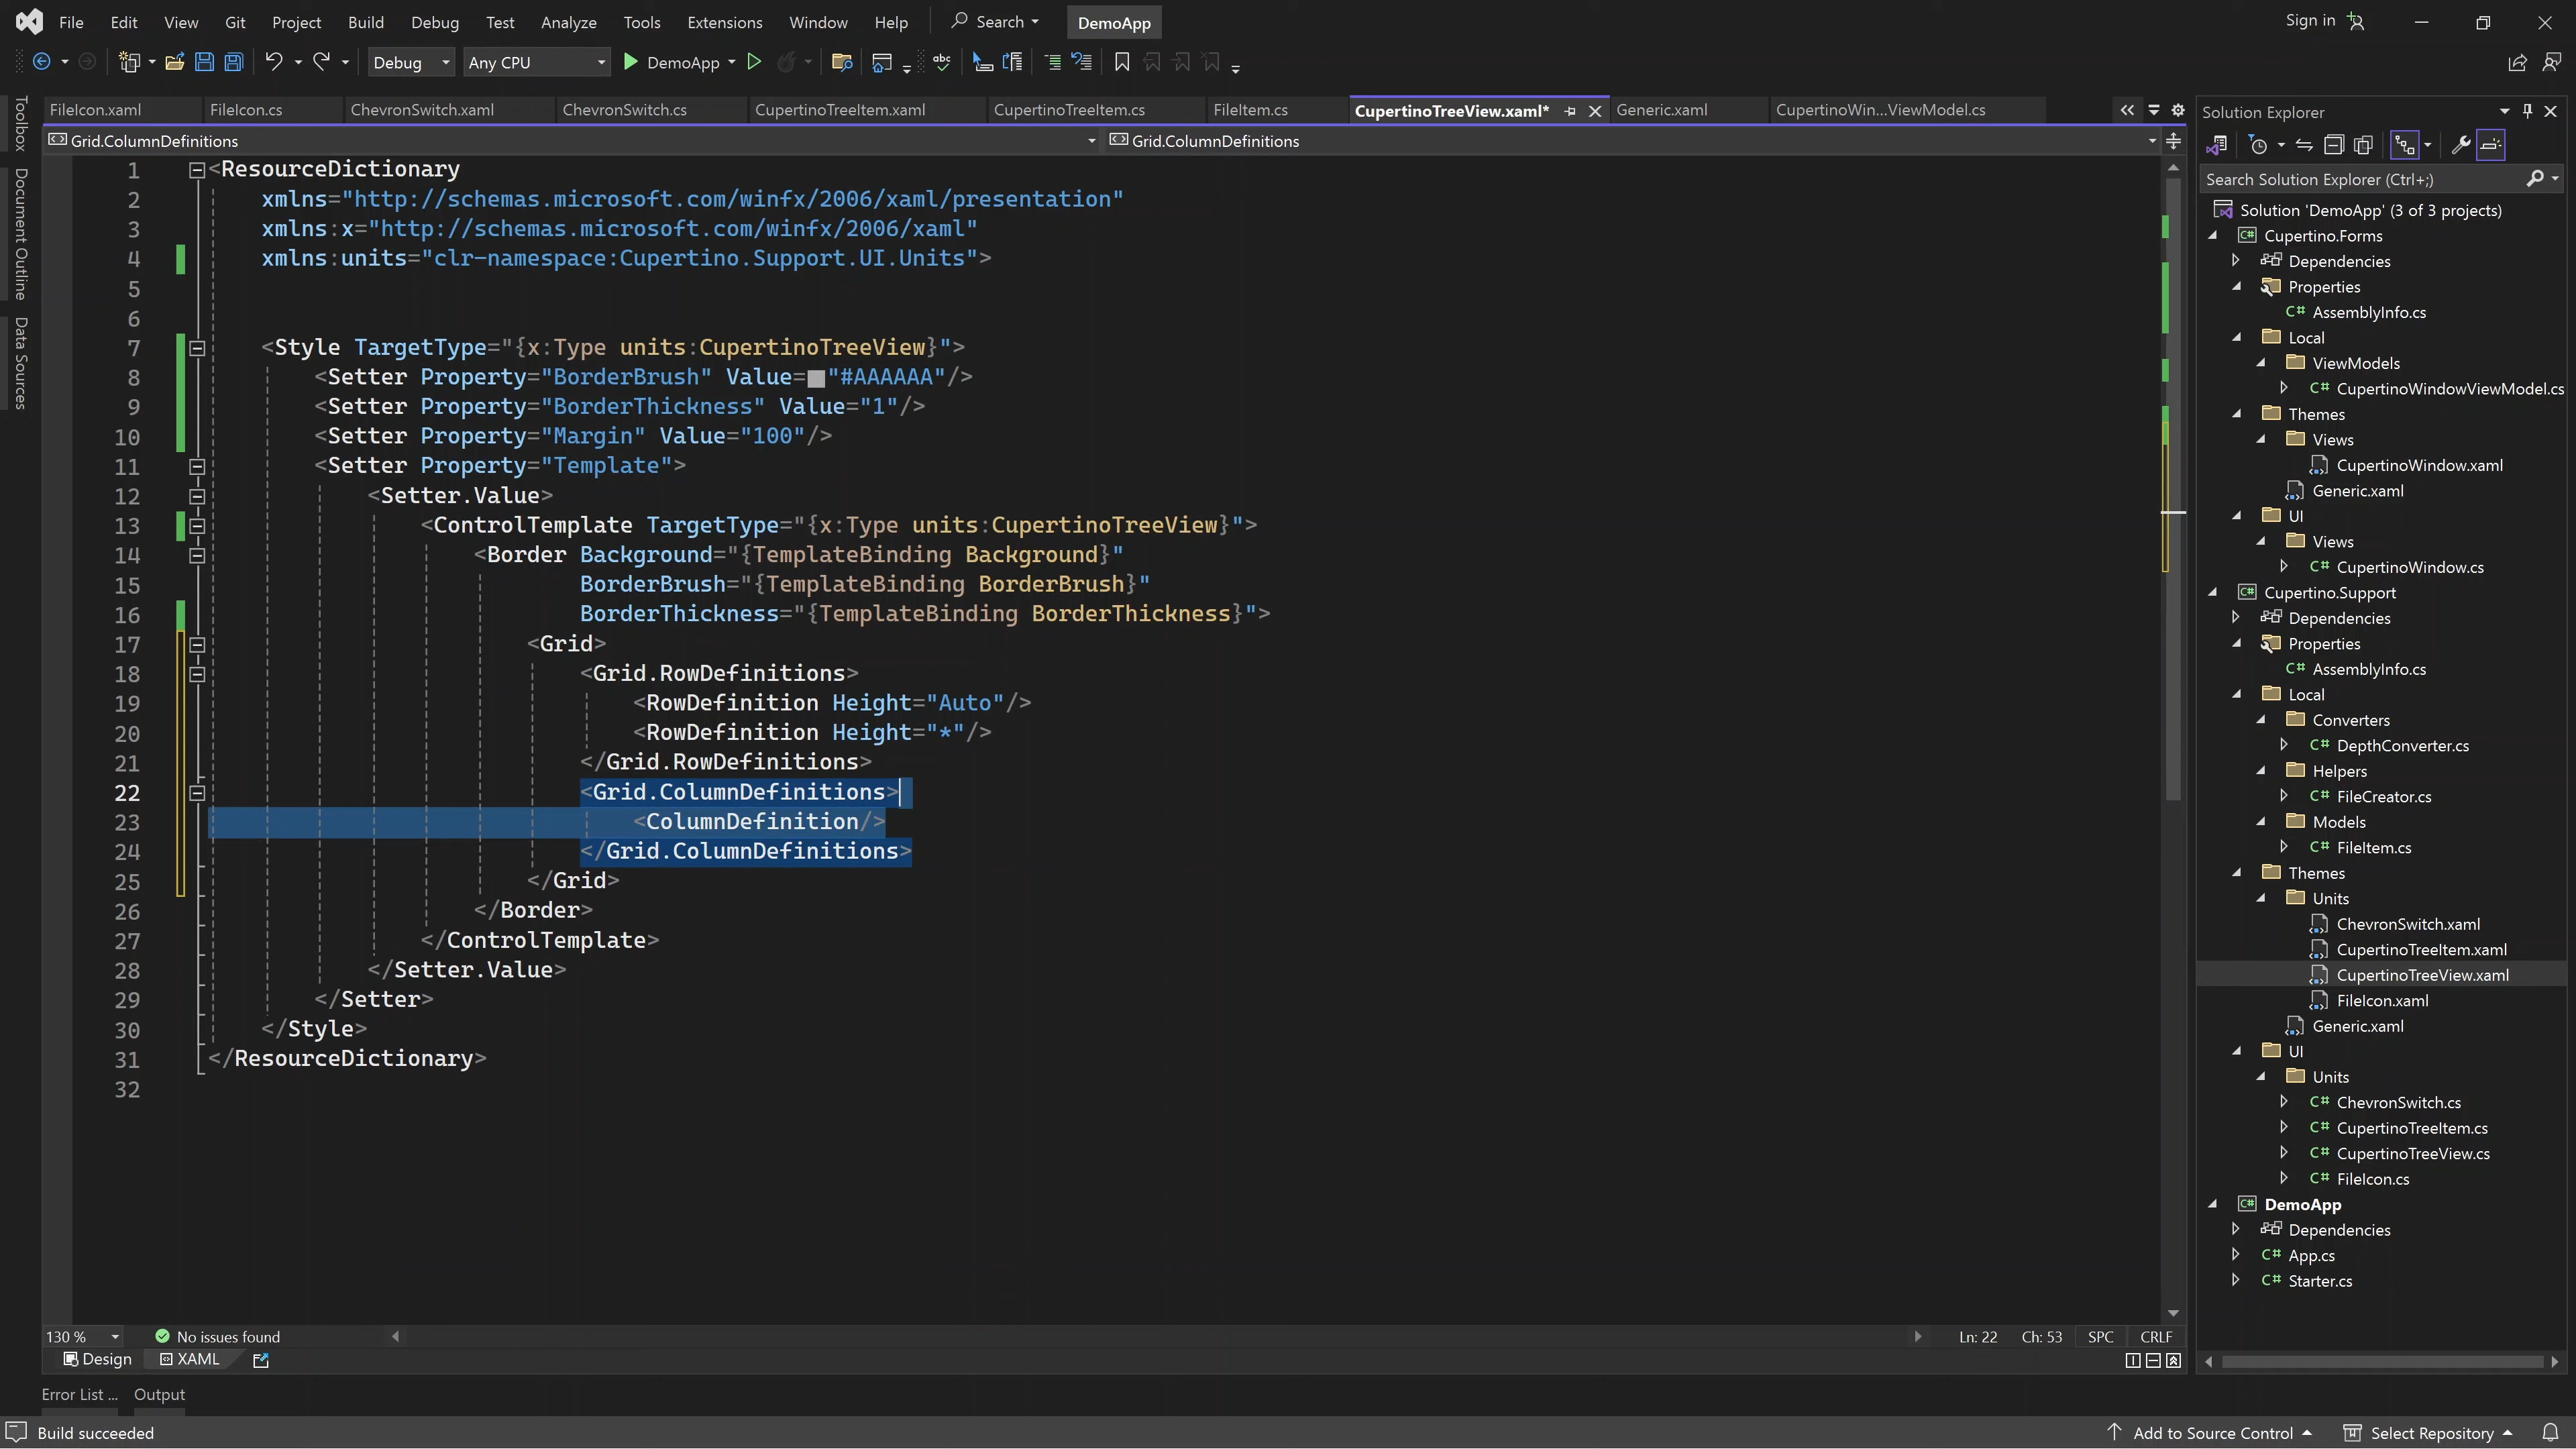 File Edit View Git Project Build Debug Test Analyze Tools Extensions Window Help Search DemoApp Sign in
Debug Any CPU DemoApp
FileIcon.xaml FileIcon.cs ChevronSwitch.xaml ChevronSwitch.cs CupertinoTreeItem.xaml CupertinoTreeItem.cs FileItem.cs CupertinoTreeView.xaml* Generic.xaml CupertinoWin...ViewModel.cs
Grid.ColumnDefinitions Grid.ColumnDefinitions
Toolbox
Document Outline
Data Sources
1 <ResourceDictionary
2 xmlns="http://schemas.microsoft.com/winfx/2006/xaml/presentation"
3 xmlns:x="http://schemas.microsoft.com/winfx/2006/xaml"
4 xmlns:units="clr-namespace:Cupertino.Support.UI.Units">
5
6
7 <Style TargetType="{x:Type units:CupertinoTreeView}">
8 <Setter Property="BorderBrush" Value="#AAAAAA"/>
9 <Setter Property="BorderThickness" Value="1"/>
10 <Setter Property="Margin" Value="100"/>
11 <Setter Property="Template">
12 <Setter.Value>
13 <ControlTemplate TargetType="{x:Type units:CupertinoTreeView}">
14 <Border Background="{TemplateBinding Background}"
15 BorderBrush="{TemplateBinding BorderBrush}"
16 BorderThickness="{TemplateBinding BorderThickness}">
17 <Grid>
18 <Grid.RowDefinitions>
19 <RowDefinition Height="Auto"/>
20 <RowDefinition Height="*"/>
21 </Grid.RowDefinitions>
22 <Grid.ColumnDefinitions>
23 <ColumnDefinition/>
24 </Grid.ColumnDefinitions>
25 </Grid>
26 </Border>
27 </ControlTemplate>
28 </Setter.Value>
29 </Setter>
30 </Style>
31 </ResourceDictionary>
32
130 % No issues found Ln: 22 Ch: 53 SPC CRLF
Design XAML
Error List ... Output
Build succeeded Add to Source Control Select Repository
Solution Explorer
Search Solution Explorer (Ctrl+;)
Solution 'DemoApp' (3 of 3 projects)
Cupertino.Forms
Dependencies
Properties
C# AssemblyInfo.cs
Local
ViewModels
C# CupertinoWindowViewModel.cs
Themes
Views
CupertinoWindow.xaml
Generic.xaml
UI
Views
C# CupertinoWindow.cs
Cupertino.Support
Dependencies
Properties
C# AssemblyInfo.cs
Local
Converters
C# DepthConverter.cs
Helpers
C# FileCreator.cs
Models
C# FileItem.cs
Themes
Units
ChevronSwitch.xaml
CupertinoTreeItem.xaml
CupertinoTreeView.xaml
FileIcon.xaml
Generic.xaml
UI
Units
C# ChevronSwitch.cs
C# CupertinoTreeItem.cs
C# CupertinoTreeView.cs
C# FileIcon.cs
DemoApp
Dependencies
C# App.cs
C# Starter.cs